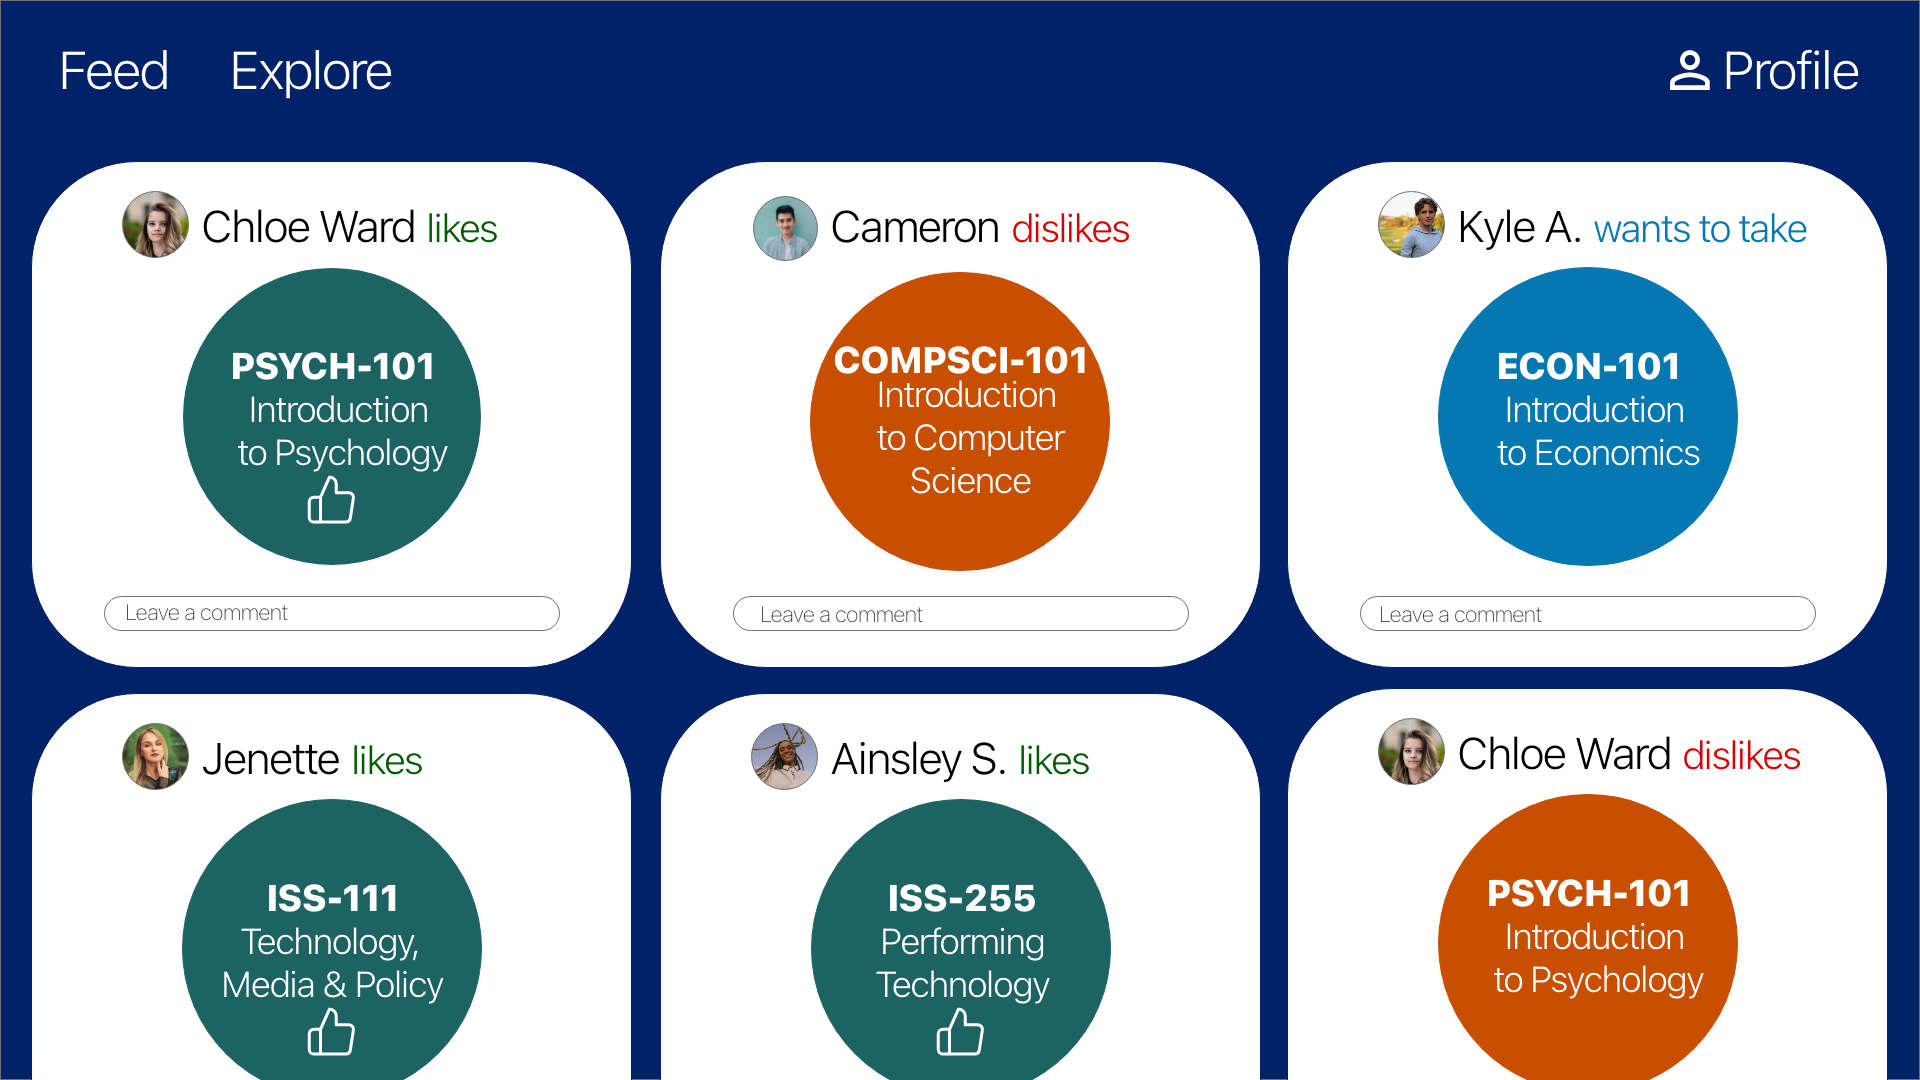 Feed Explore Profile
Chloe Ward likes
PSYCH-101
Introduction
to Psychology
Leave a comment
Cameron dislikes
COMPSCI-101
Introduction
to Computer
Science
Leave a comment
Kyle A. wants to take
ECON-101
Introduction
to Economics
Leave a comment
Jenette likes
ISS-111
Technology,
Media & Policy
Ainsley S. likes
ISS-255
Performing
Technology
Chloe Ward dislikes
PSYCH-101
Introduction
to Psychology